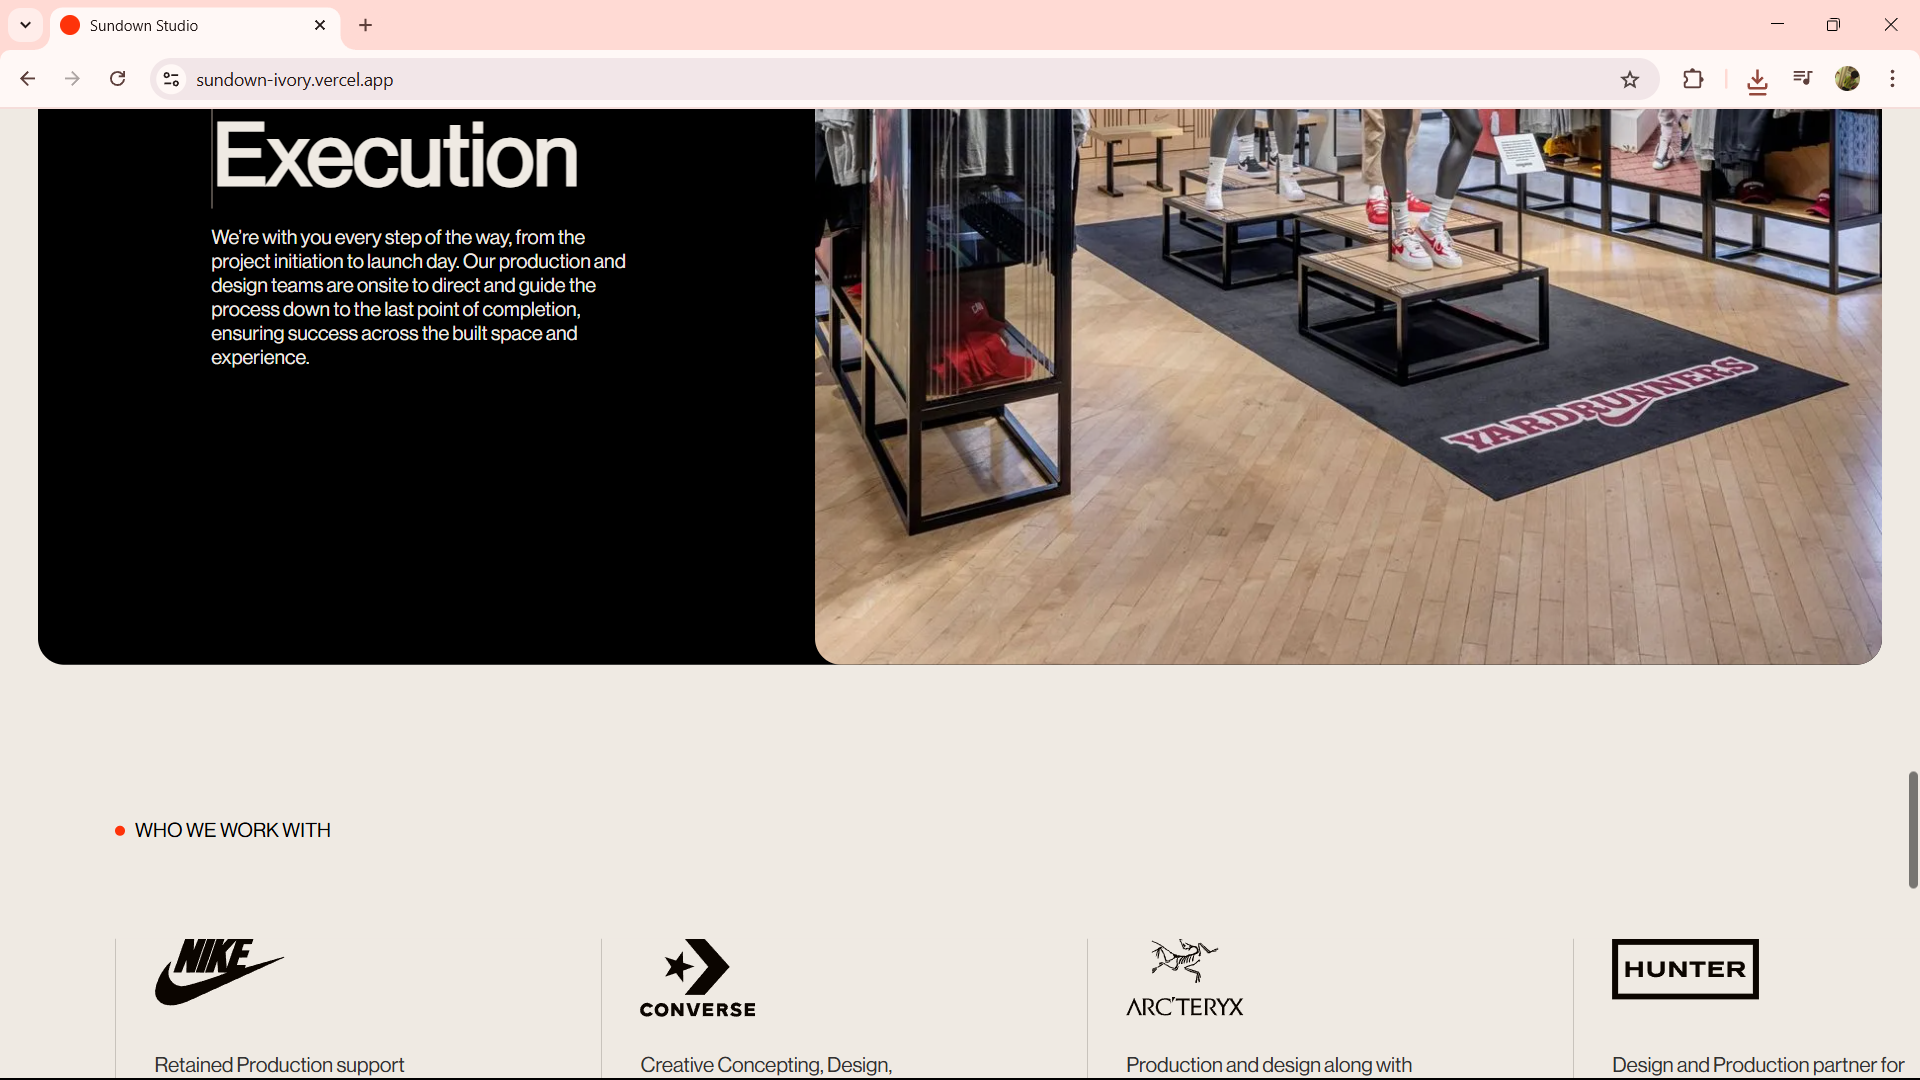 Sundown Studio
sundown-ivory.vercel.app
Execution
We're with you every step of the way, from the
project initiation to launch day. Our production and
design teams are onsite to direct and guide the
process down to the last point of completion,
ensuring success across the built space and
experience.
YARDRUNNERS
WHO WE WORK WITH
NIKE
CONVERSE
ARC'TERYX
HUNTER
Retained Production support
Creative Concepting, Design,
Production and design along with
Design and Production partner for